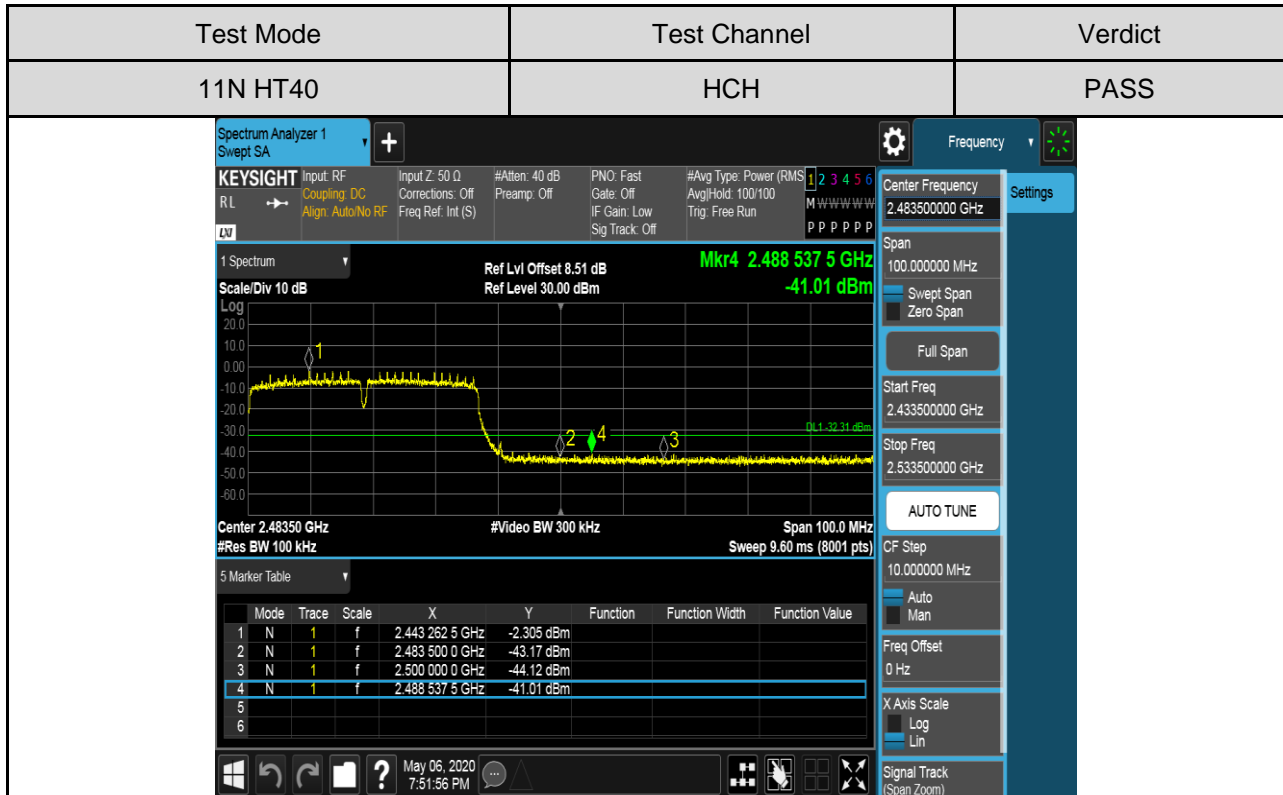 Test Mode Test Channel Verdict
11N HT40 HCH PASS
Spectrum Analyzer 1
Swept SA
+
Frequency
KEYSIGHT Input: RF Input Z: 50 Ω #Atten: 40 dB PNO: Fast #Avg Type: Power (RMS 1 2 3 4 5 6
RL Coupling: DC Corrections: Off Preamp: Off Gate: Off Avg|Hold: 100/100 M W W W W W
Align: Auto/No RF Freq Ref: Int (S) IF Gain: Low Trig: Free Run
LXI Sig Track: Off P P P P P P
Center Frequency
2.483500000 GHz
Settings
Span
100.000000 MHz
Swept Span
Zero Span
Full Span
Start Freq
2.433500000 GHz
Stop Freq
2.533500000 GHz
AUTO TUNE
CF Step
10.000000 MHz
Auto
Man
Freq Offset
0 Hz
X Axis Scale
Log
Lin
Signal Track
(Span Zoom)
1 Spectrum
Scale/Div 10 dB
Ref Lvl Offset 8.51 dB
Ref Level 30.00 dBm
Mkr4 2.488 537 5 GHz
-41.01 dBm
Log
20.0
10.0
0.00
-10.0
-20.0
-30.0
-40.0
-50.0
-60.0
1
2
4
3
DL1 -32.31 dBm
Center 2.48350 GHz #Video BW 300 kHz Span 100.0 MHz
#Res BW 100 kHz Sweep 9.60 ms (8001 pts)
5 Marker Table
Mode Trace Scale X Y Function Function Width Function Value
1 N 1 f 2.443 262 5 GHz -2.305 dBm
2 N 1 f 2.483 500 0 GHz -43.17 dBm
3 N 1 f 2.500 000 0 GHz -44.12 dBm
4 N 1 f 2.488 537 5 GHz -41.01 dBm
5
6
?
May 06, 2020
7:51:56 PM